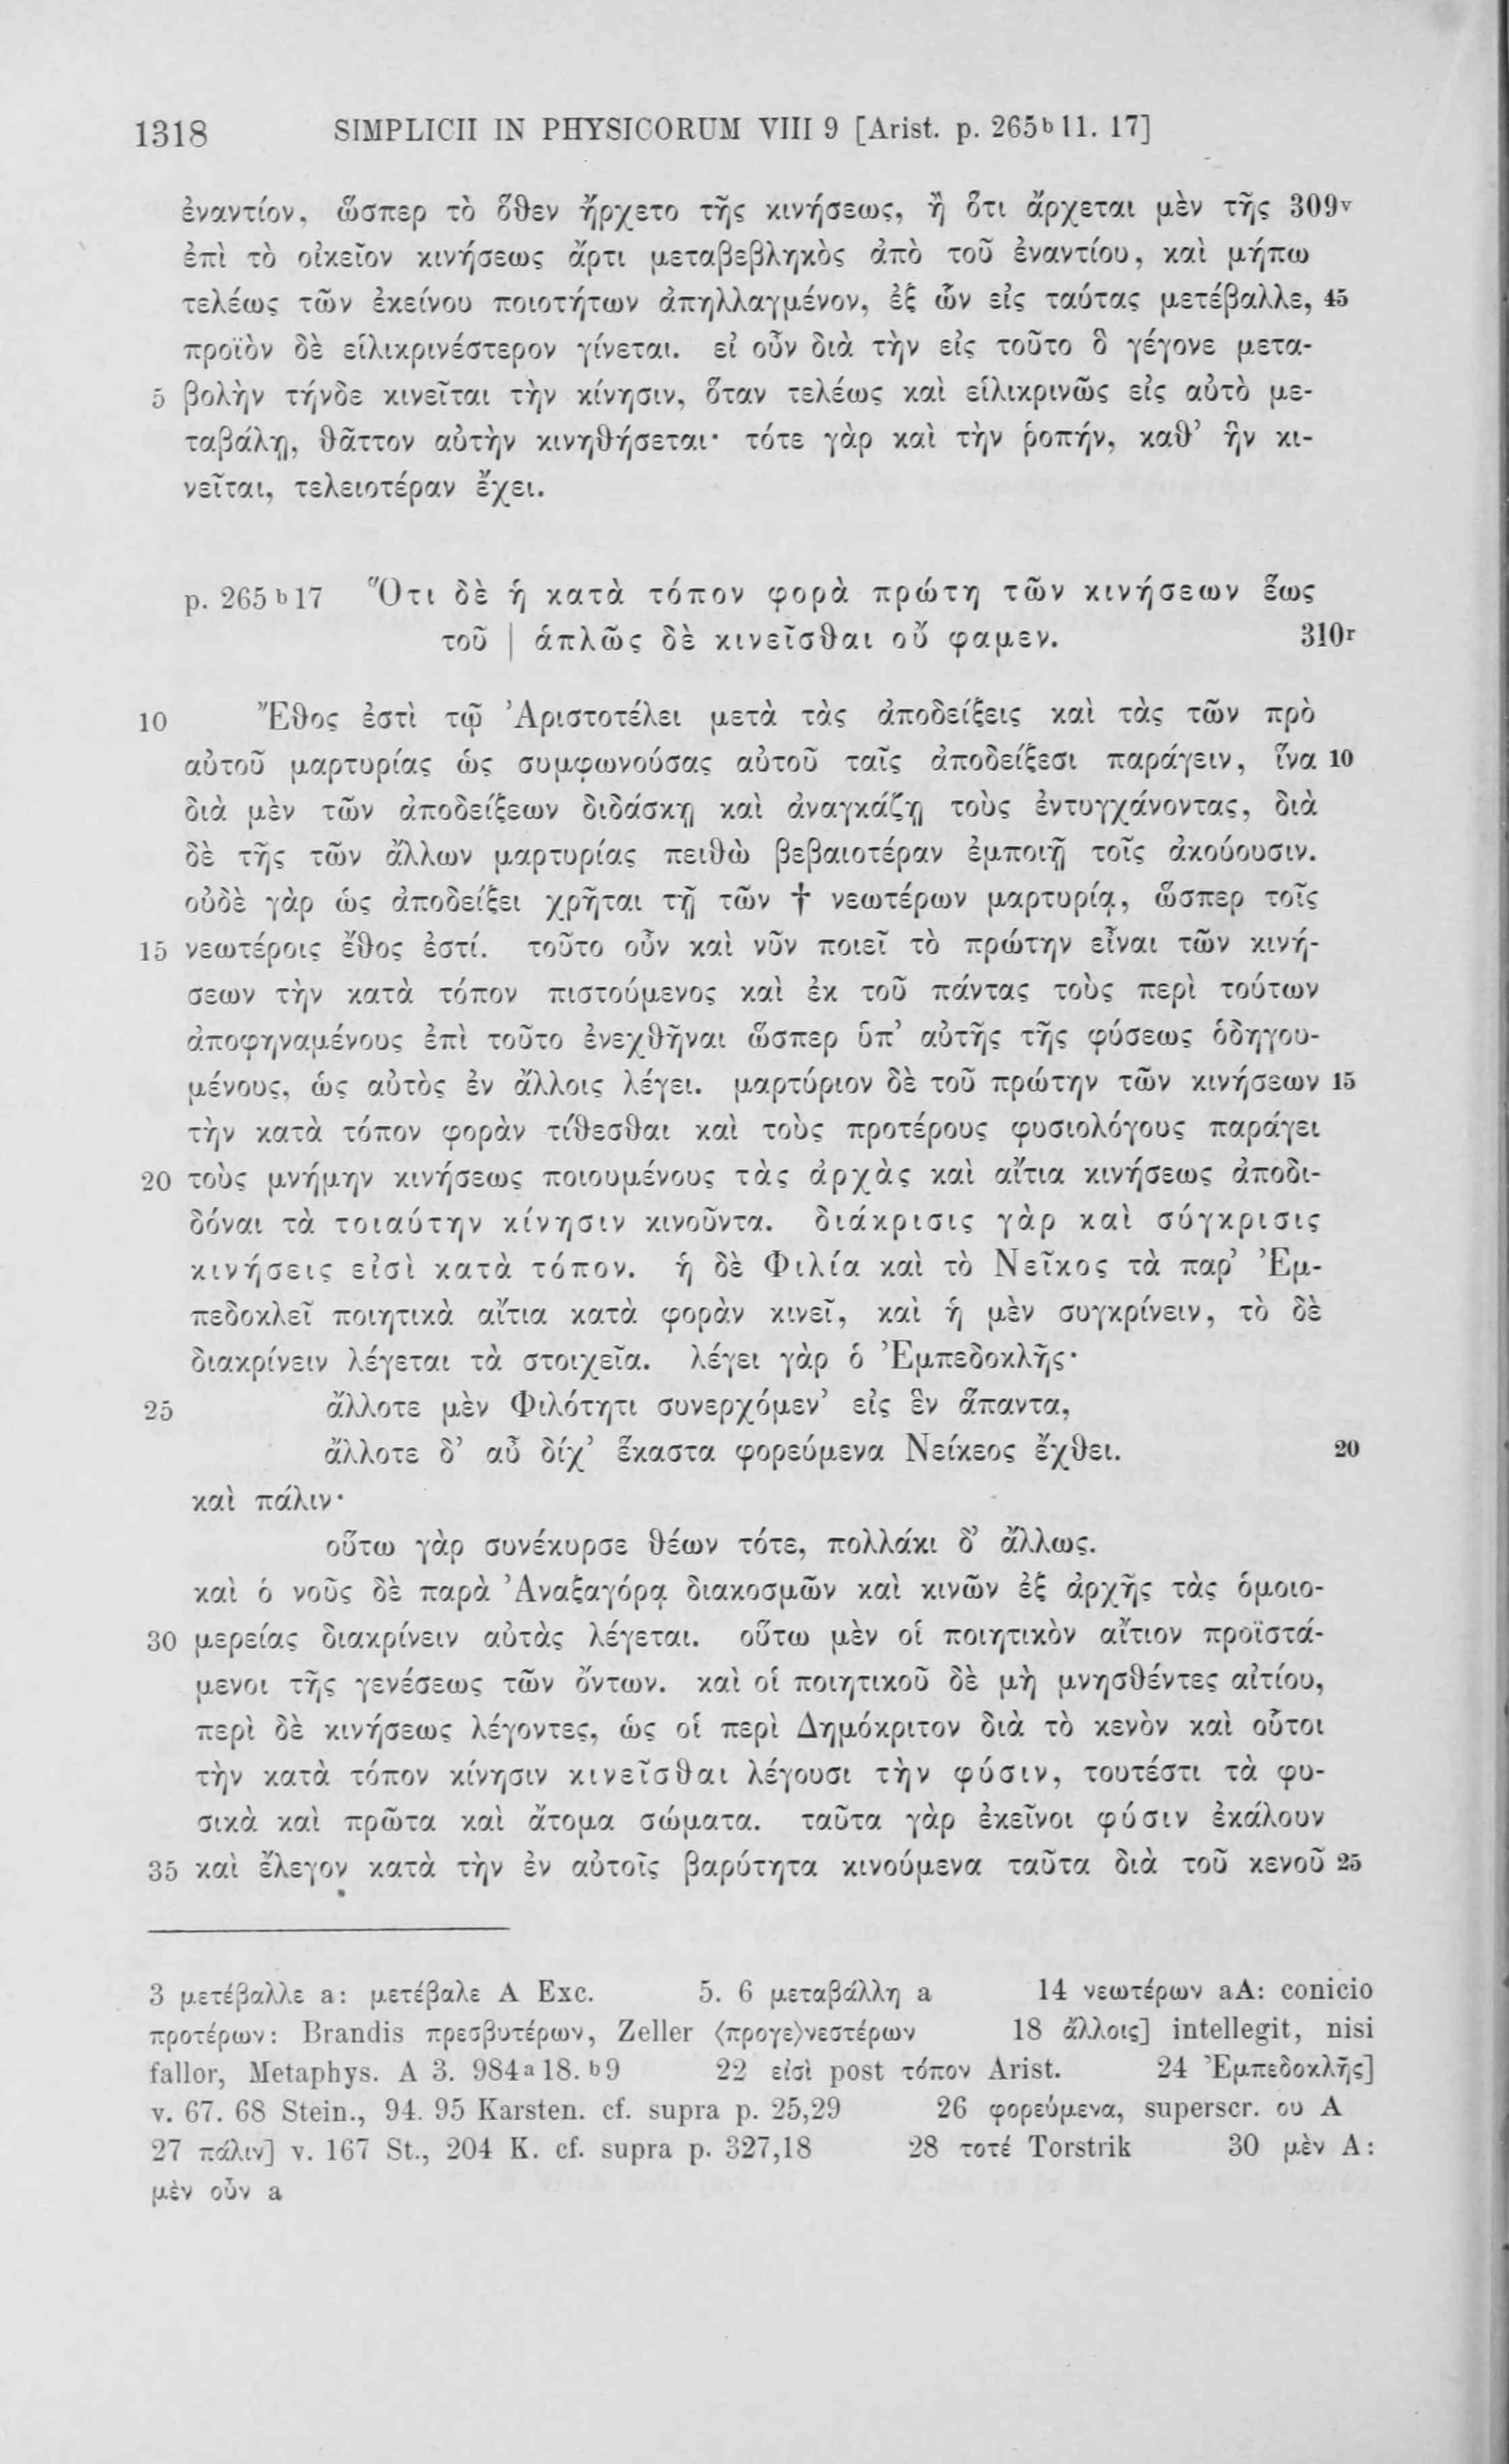 1318 SIMPLICII IN PHYSICORUM VIII 9 [Arist. p. 265ᵇ11. 17]
ἐναντίον, ὥσπερ τὸ ὅθεν ἤρχετο τῆς κινήσεως, ἢ ὅτι ἄρχεται μὲν τῆς 309ᵛ
ἐπὶ τὸ οἰκεῖον κινήσεως ἄρτι μεταβεβληκὸς ἀπὸ τοῦ ἐναντίου, καὶ μήπω
τελέως τῶν ἐκείνου ποιοτήτων ἀπηλλαγμένον, ἐξ ὧν εἰς ταύτας μετέβαλλε, 45
προϊὸν δὲ εἱλικρινέστερον γίνεται. εἰ οὖν διὰ τὴν εἰς τοῦτο ὃ γέγονε μετα-
5 βολὴν τήνδε κινεῖται τὴν κίνησιν, ὅταν τελέως καὶ εἱλικρινῶς εἰς αὐτὸ με-
ταβάλῃ, θᾶττον αὐτὴν κινηθήσεται· τότε γὰρ καὶ τὴν ῥοπήν, καθ’ ἣν κι-
νεῖται, τελειοτέραν ἔχει.
p. 265ᵇ17 Ὅτι δὲ ἡ κατὰ τόπον φορὰ πρώτη τῶν κινήσεων ἕως
τοῦ | ἁπλῶς δὲ κινεῖσθαι οὔ φαμεν. 310ʳ
10 Ἔθος ἐστὶ τῷ Ἀριστοτέλει μετὰ τὰς ἀποδείξεις καὶ τὰς τῶν πρὸ
αὐτοῦ μαρτυρίας ὡς συμφωνούσας αὐτοῦ ταῖς ἀποδείξεσι παράγειν, ἵνα 10
διὰ μὲν τῶν ἀποδείξεων διδάσκῃ καὶ ἀναγκάζῃ τοὺς ἐντυγχάνοντας, διὰ
δὲ τῆς τῶν ἄλλων μαρτυρίας πειθὼ βεβαιοτέραν ἐμποιῇ τοῖς ἀκούουσιν.
οὐδὲ γὰρ ὡς ἀποδείξει χρῆται τῇ τῶν † νεωτέρων μαρτυρίᾳ, ὥσπερ τοῖς
15 νεωτέροις ἔθος ἐστί. τοῦτο οὖν καὶ νῦν ποιεῖ τὸ πρώτην εἶναι τῶν κινή-
σεων τὴν κατὰ τόπον πιστούμενος καὶ ἐκ τοῦ πάντας τοὺς περὶ τούτων
ἀποφηναμένους ἐπὶ τοῦτο ἐνεχθῆναι ὥσπερ ὑπ’ αὐτῆς τῆς φύσεως ὁδηγου-
μένους, ὡς αὐτὸς ἐν ἄλλοις λέγει. μαρτύριον δὲ τοῦ πρώτην τῶν κινήσεων 15
τὴν κατὰ τόπον φορὰν τίθεσθαι καὶ τοὺς προτέρους φυσιολόγους παράγει
20 τοὺς μνήμην κινήσεως ποιουμένους τὰς ἀρχὰς καὶ αἴτια κινήσεως ἀποδι-
δόναι τὰ τοιαύτην κίνησιν κινοῦντα. διάκρισις γὰρ καὶ σύγκρισις
κινήσεις εἰσὶ κατὰ τόπον. ἡ δὲ Φιλία καὶ τὸ Νεῖκος τὰ παρ’ Ἐμ-
πεδοκλεῖ ποιητικὰ αἴτια κατὰ φορὰν κινεῖ, καὶ ἡ μὲν συγκρίνειν, τὸ δὲ
διακρίνειν λέγεται τὰ στοιχεῖα. λέγει γὰρ ὁ Ἐμπεδοκλῆς·
25 ἄλλοτε μὲν Φιλότητι συνερχόμεν’ εἰς ἓν ἅπαντα,
ἄλλοτε δ’ αὖ δίχ’ ἕκαστα φορεύμενα Νείκεος ἔχθει. 20
καὶ πάλιν·
οὕτω γὰρ συνέκυρσε θέων τότε, πολλάκι δ’ ἄλλως.
καὶ ὁ νοῦς δὲ παρὰ Ἀναξαγόρᾳ διακοσμῶν καὶ κινῶν ἐξ ἀρχῆς τὰς ὁμοιο-
30 μερείας διακρίνειν αὐτὰς λέγεται. οὕτω μὲν οἱ ποιητικὸν αἴτιον προϊστά-
μενοι τῆς γενέσεως τῶν ὄντων. καὶ οἱ ποιητικοῦ δὲ μὴ μνησθέντες αἰτίου,
περὶ δὲ κινήσεως λέγοντες, ὡς οἱ περὶ Δημόκριτον διὰ τὸ κενὸν καὶ οὗτοι
τὴν κατὰ τόπον κίνησιν κινεῖσθαι λέγουσι τὴν φύσιν, τουτέστι τὰ φυ-
σικὰ καὶ πρῶτα καὶ ἄτομα σώματα. ταῦτα γὰρ ἐκεῖνοι φύσιν ἐκάλουν
35 καὶ ἔλεγον κατὰ τὴν ἐν αὐτοῖς βαρύτητα κινούμενα ταῦτα διὰ τοῦ κενοῦ 25
3 μετέβαλλε a: μετέβαλε A Exc. 5. 6 μεταβάλλη a 14 νεωτέρων aA: conicio
προτέρων: Brandis πρεσβυτέρων, Zeller ⟨προγε⟩νεστέρων 18 ἄλλοις] intellegit, nisi
fallor, Metaphys. A 3. 984ᵃ18. ᵇ9 22 εἰσὶ post τόπον Arist. 24 Ἐμπεδοκλῆς]
v. 67. 68 Stein., 94. 95 Karsten. cf. supra p. 25,29 26 φορεύμενα, superscr. ου A
27 πάλιν] v. 167 St., 204 K. cf. supra p. 327,18 28 τοτέ Torstrik 30 μὲν A:
μὲν οὖν a